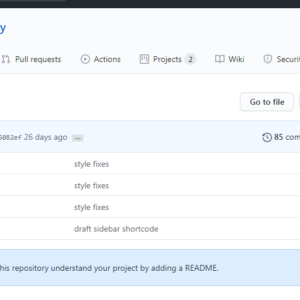 y
Pull requests Actions Projects 2 Wiki Securi
Go to file
5082ef 26 days ago ... 85 com
style fixes
style fixes
style fixes
draft sidebar shortcode
his repository understand your project by adding a README.